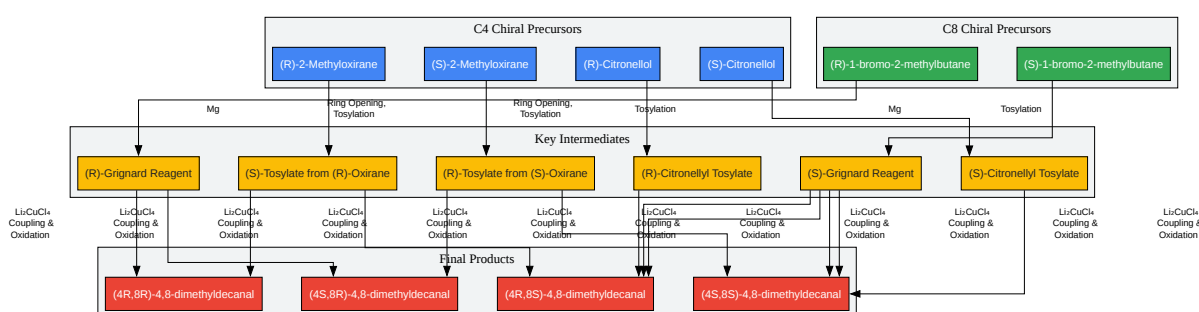 C4 Chiral Precursors
C8 Chiral Precursors
(R)-2-Methyloxirane
(S)-2-Methyloxirane
(R)-Citronellol
(S)-Citronellol
(R)-1-bromo-2-methylbutane
(S)-1-bromo-2-methylbutane
Mg
Ring Opening,
Tosylation
Ring Opening,
Tosylation
Tosylation
Mg
Tosylation
Key Intermediates
(R)-Grignard Reagent
(S)-Tosylate from (R)-Oxirane
(R)-Tosylate from (S)-Oxirane
(R)-Citronellyl Tosylate
(S)-Grignard Reagent
(S)-Citronellyl Tosylate
Li₂CuCl₄
Coupling &
Oxidation
Li₂CuCl₄
Coupling &
Oxidation
Li₂CuCl₄
Coupling &
Oxidation
Li₂CuCl₄
Coupling &
Oxidation
Li₂CuCl₄
Coupling &
Oxidation
Li₂CuCl₄
Coupling &
Oxidation
Li₂CuCl₄
Coupling &
Oxidation
Li₂CuCl₄
Coupling &
Oxidation
Li₂CuCl₄
Coupling &
Oxidation
Li₂CuCl₄
Coupling &
Oxidation
Li₂CuCl₄
Coupling &
Oxidation
Li₂CuCl₄
Coupling &
Oxidation
Final Products
(4R,8R)-4,8-dimethyldecanal
(4S,8R)-4,8-dimethyldecanal
(4R,8S)-4,8-dimethyldecanal
(4S,8S)-4,8-dimethyldecanal